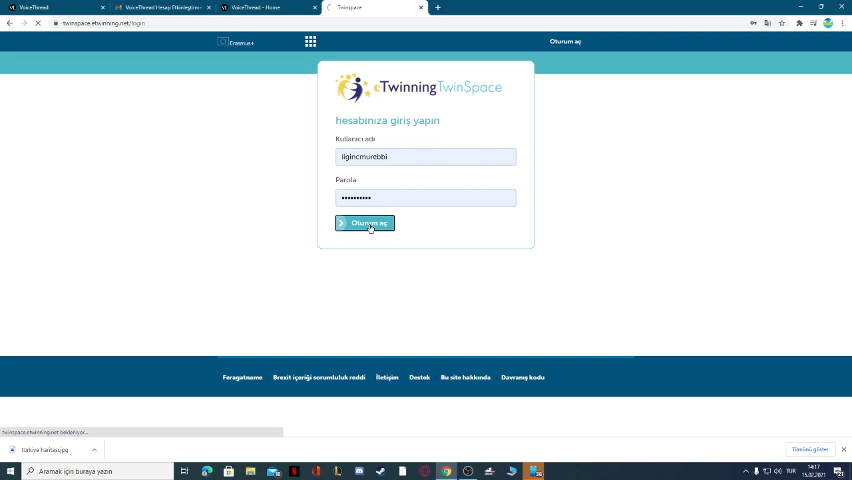 VoiceThread
VoiceThread Hesap Etkinleştirme
VoiceThread - Home
Twinspace
twinspace.etwinning.net/login
Erasmus+
Oturum aç
eTwinning TwinSpace
hesabınıza giriş yapın
Kullanıcı adı
ilgincmurebbi
Parola
••••••••••
Oturum aç
Feragatname
Brexit içeriği sorumluluk reddi
İletişim
Destek
Bu site hakkında
Davranış kodu
twinspace.etwinning.net bekleniyor...
türkiye haritası.jpg
Tümünü göster
Aramak için buraya yazın
TUR
14:17
15.02.2021